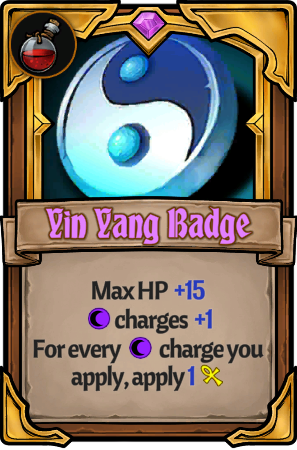 Yin Yang Badge
Max HP +15
charges +1
For every charge you
apply, apply 1